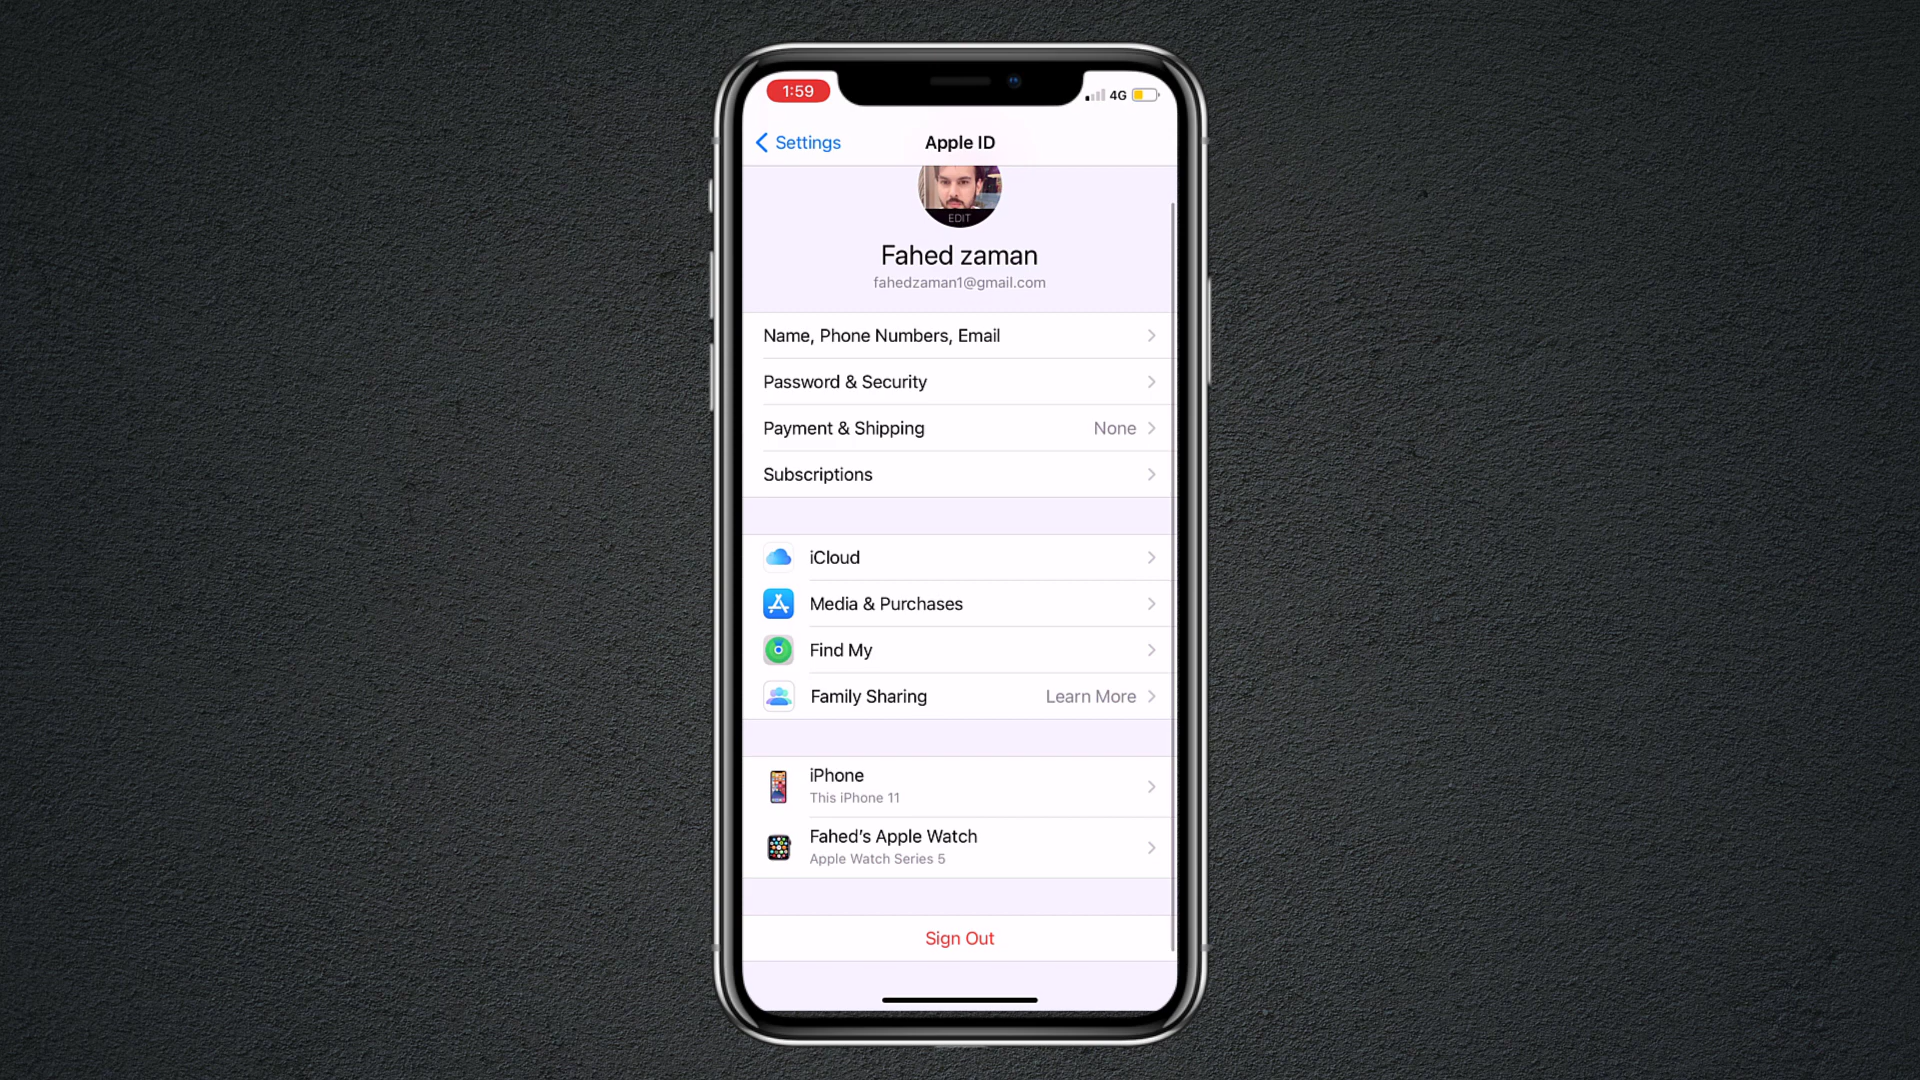 1:59
4G
Settings
Apple ID
EDIT
Fahed zaman
fahedzaman1@gmail.com
Name, Phone Numbers, Email
Password & Security
Payment & Shipping None
Subscriptions
iCloud
Media & Purchases
Find My
Family Sharing Learn More
iPhone
This iPhone 11
Fahed’s Apple Watch
Apple Watch Series 5
Sign Out